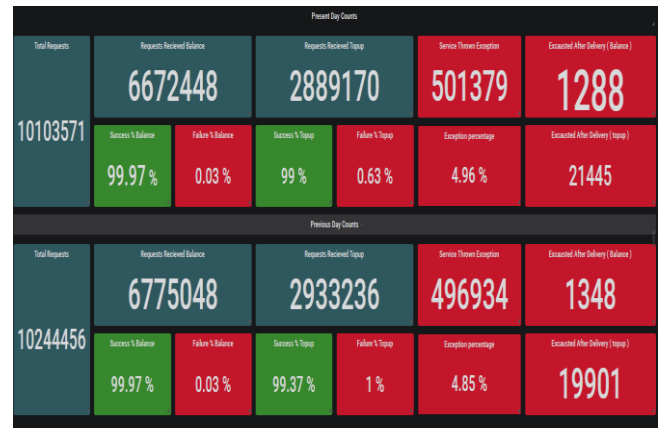 Present Day Counts
Total Requests
Requests Recieved Balance
Requests Recieved Topup
Service Thrown Exception
Excausted After Delivery ( Balance )
6672448
2889170
501379
1288
10103571
Success % Balance
Failure % Balance
Success % Topup
Failure % Topup
Exception percentage
Excausted After Delivery ( topup )
99.97 %
0.03 %
99 %
0.63 %
4.96 %
21445
Previous Day Counts
Total Requests
Requests Recieved Balance
Requests Recieved Topup
Service Thrown Exception
Excausted After Delivery ( Balance )
6775048
2933236
496934
1348
10244456
Success % Balance
Failure % Balance
Success % Topup
Failure % Topup
Exception percentage
Excausted After Delivery ( topup )
99.97 %
0.03 %
99.37 %
1 %
4.85 %
19901